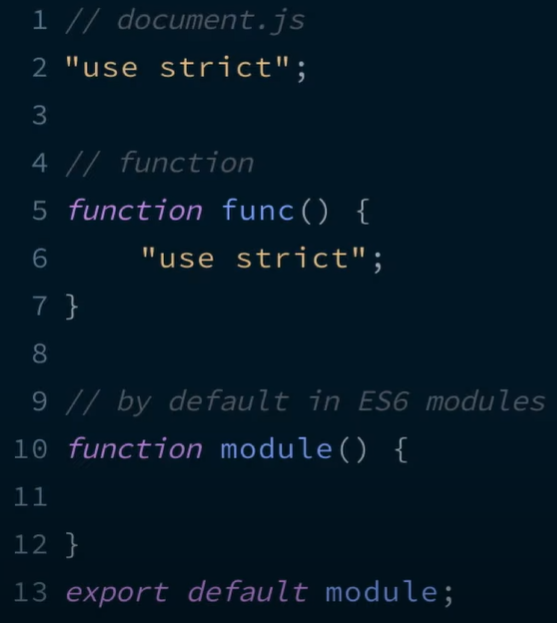 1 // document.js
2 "use strict";
3
4 // function
5 function func() {
6     "use strict";
7 }
8
9 // by default in ES6 modules
10 function module() {
11
12 }
13 export default module;